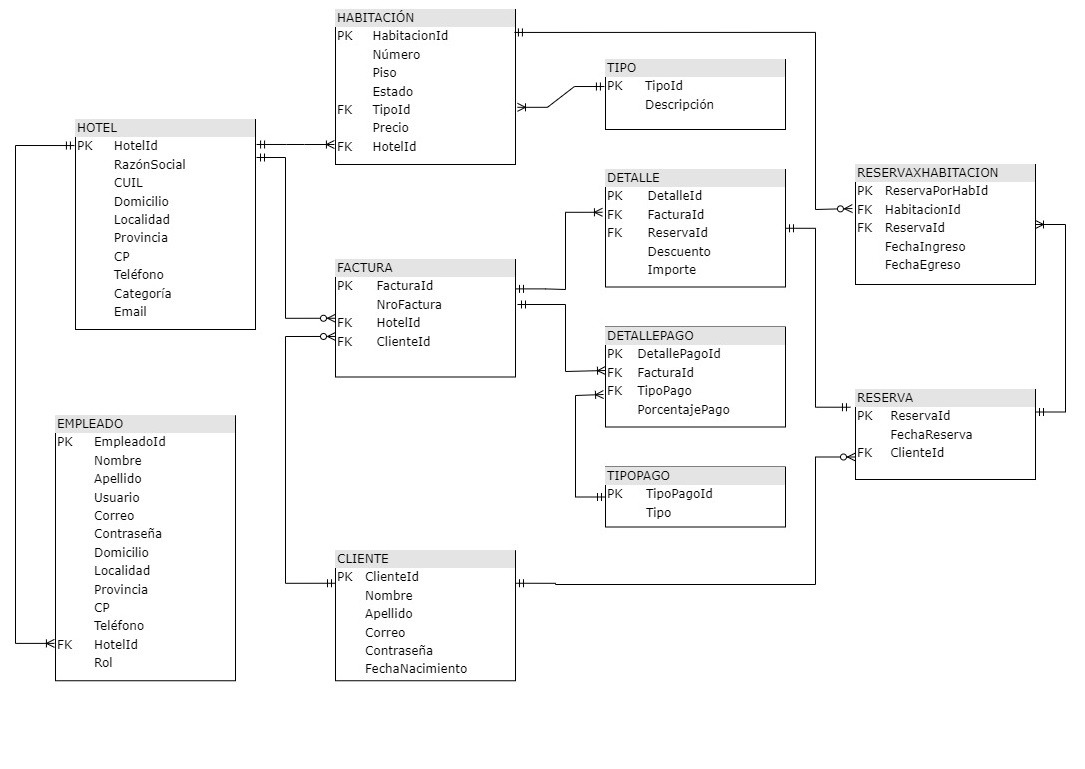 HABITACIÓN
PK HabitacionId
Número
Piso
Estado
FK TipoId
Precio
FK HotelId
TIPO
PK TipoId
Descripción
HOTEL
PK HotelId
RazónSocial
CUIL
Domicilio
Localidad
Provincia
CP
Teléfono
Categoría
Email
DETALLE
PK DetalleId
FK FacturaId
FK ReservaId
Descuento
Importe
RESERVAXHABITACION
PK ReservaPorHabId
FK HabitacionId
FK ReservaId
FechaIngreso
FechaEgreso
FACTURA
PK FacturaId
NroFactura
FK HotelId
FK ClienteId
DETALLEPAGO
PK DetallePagoId
FK FacturaId
FK TipoPago
PorcentajePago
RESERVA
PK ReservaId
FechaReserva
FK ClienteId
EMPLEADO
PK EmpleadoId
Nombre
Apellido
Usuario
Correo
Contraseña
Domicilio
Localidad
Provincia
CP
Teléfono
FK HotelId
Rol
TIPOPAGO
PK TipoPagoId
Tipo
CLIENTE
PK ClienteId
Nombre
Apellido
Correo
Contraseña
FechaNacimiento